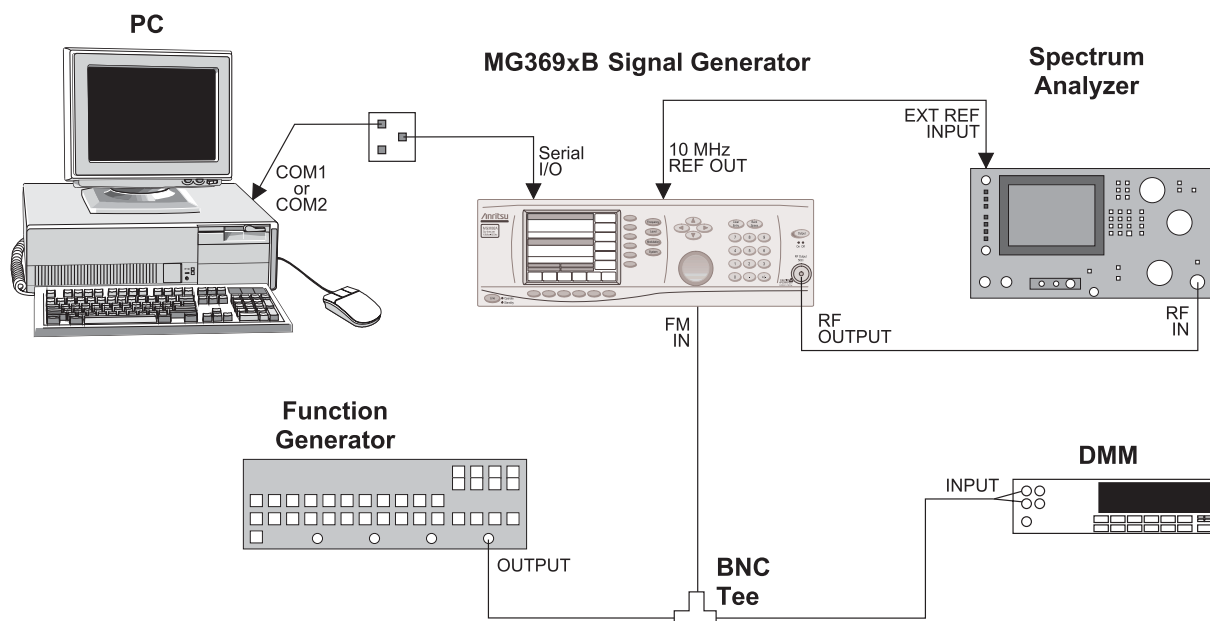 PC
MG369xB Signal Generator
Spectrum
Analyzer
EXT REF
INPUT
COM1
or
COM2
Serial
I/O
10 MHz
REF OUT
Anritsu
FM
IN
RF
OUTPUT
RF
IN
Function
Generator
OUTPUT
DMM
INPUT
BNC
Tee